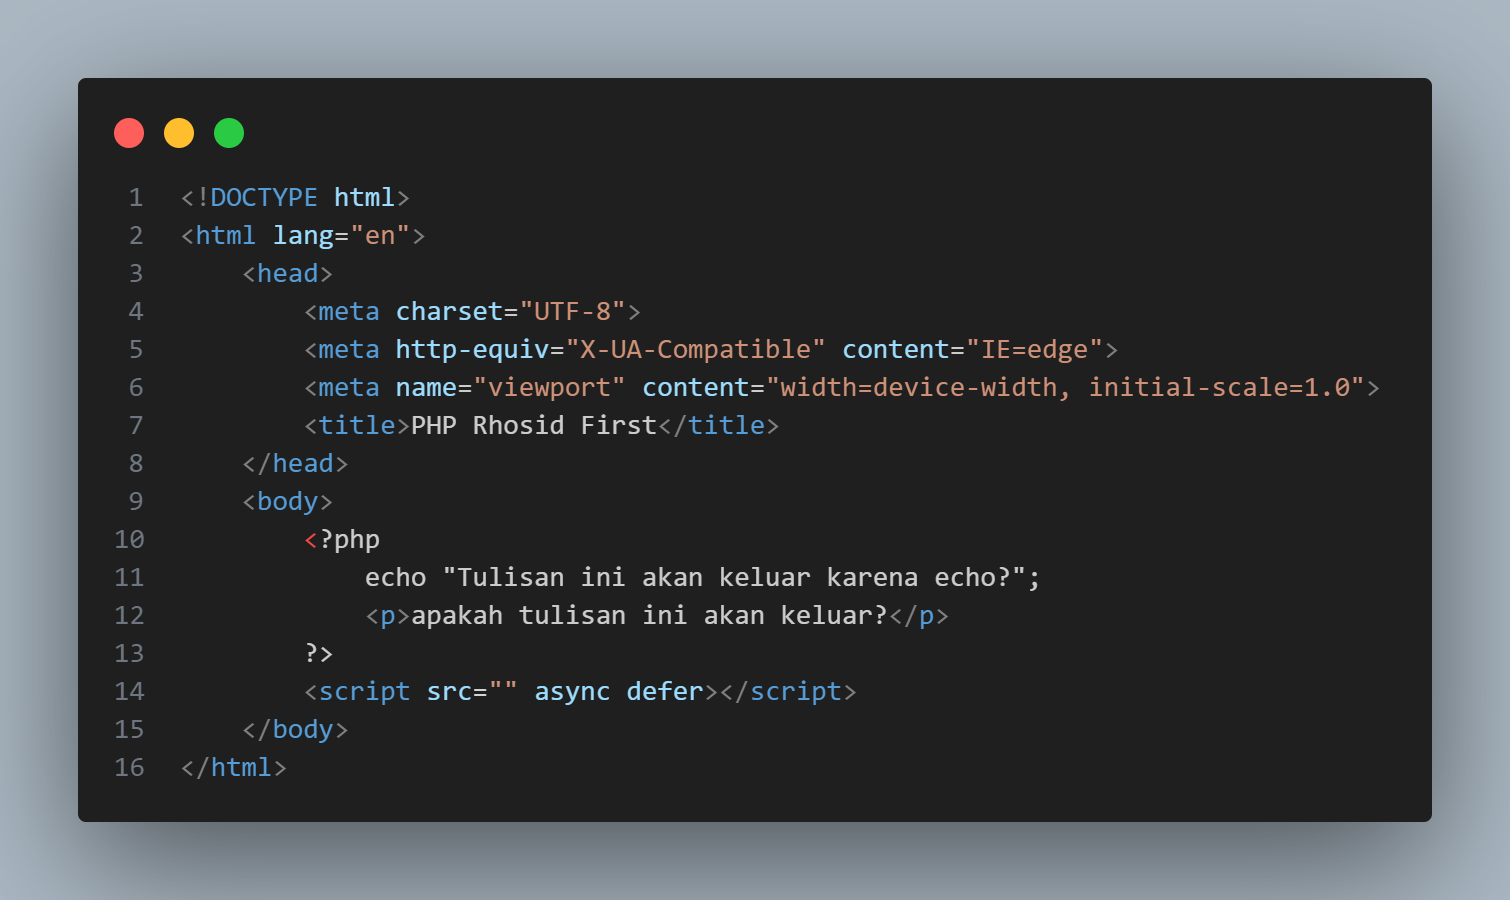 1 <!DOCTYPE html>
2 <html lang="en">
3     <head>
4         <meta charset="UTF-8">
5         <meta http-equiv="X-UA-Compatible" content="IE=edge">
6         <meta name="viewport" content="width=device-width, initial-scale=1.0">
7         <title>PHP Rhosid First</title>
8     </head>
9     <body>
10         <?php
11             echo "Tulisan ini akan keluar karena echo?";
12             <p>apakah tulisan ini akan keluar?</p>
13         ?>
14         <script src="" async defer></script>
15     </body>
16 </html>